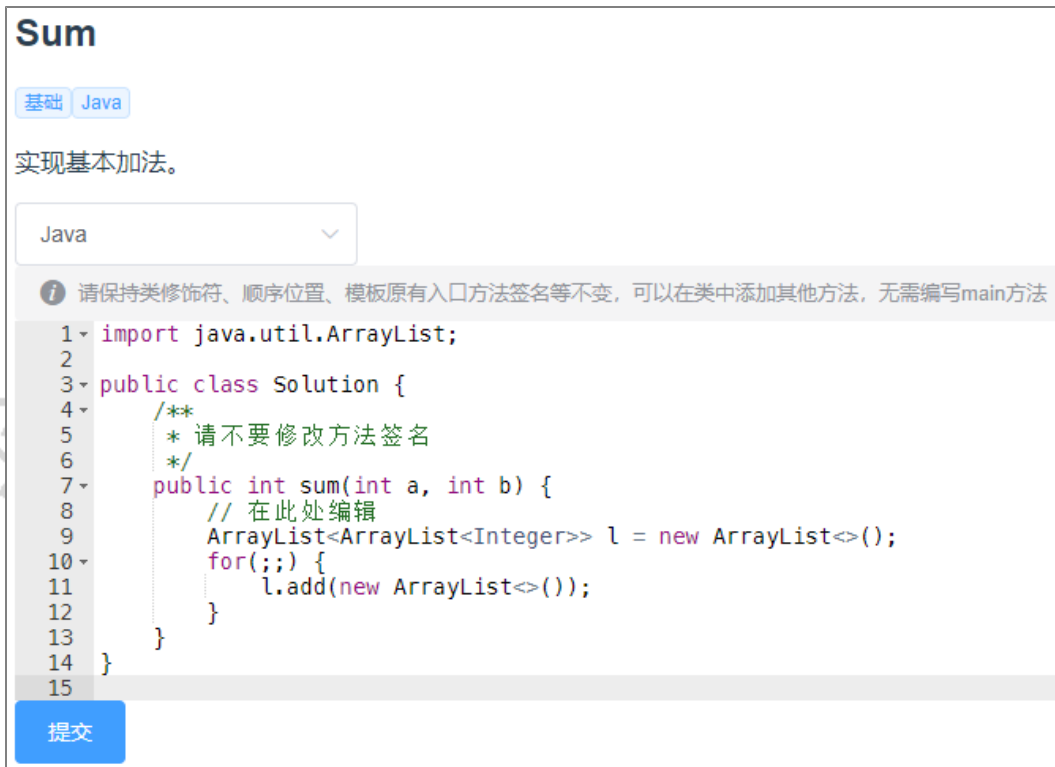 Sum
基础 Java
实现基本加法。
Java
请保持类修饰符、顺序位置、模板原有入口方法签名等不变，可以在类中添加其他方法，无需编写main方法
1 import java.util.ArrayList;
2
3 public class Solution {
4     /**
5      * 请不要修改方法签名
6      */
7     public int sum(int a, int b) {
8         // 在此处编辑
9         ArrayList<ArrayList<Integer>> l = new ArrayList<>();
10         for(;;) {
11             l.add(new ArrayList<>());
12         }
13     }
14 }
15
提交